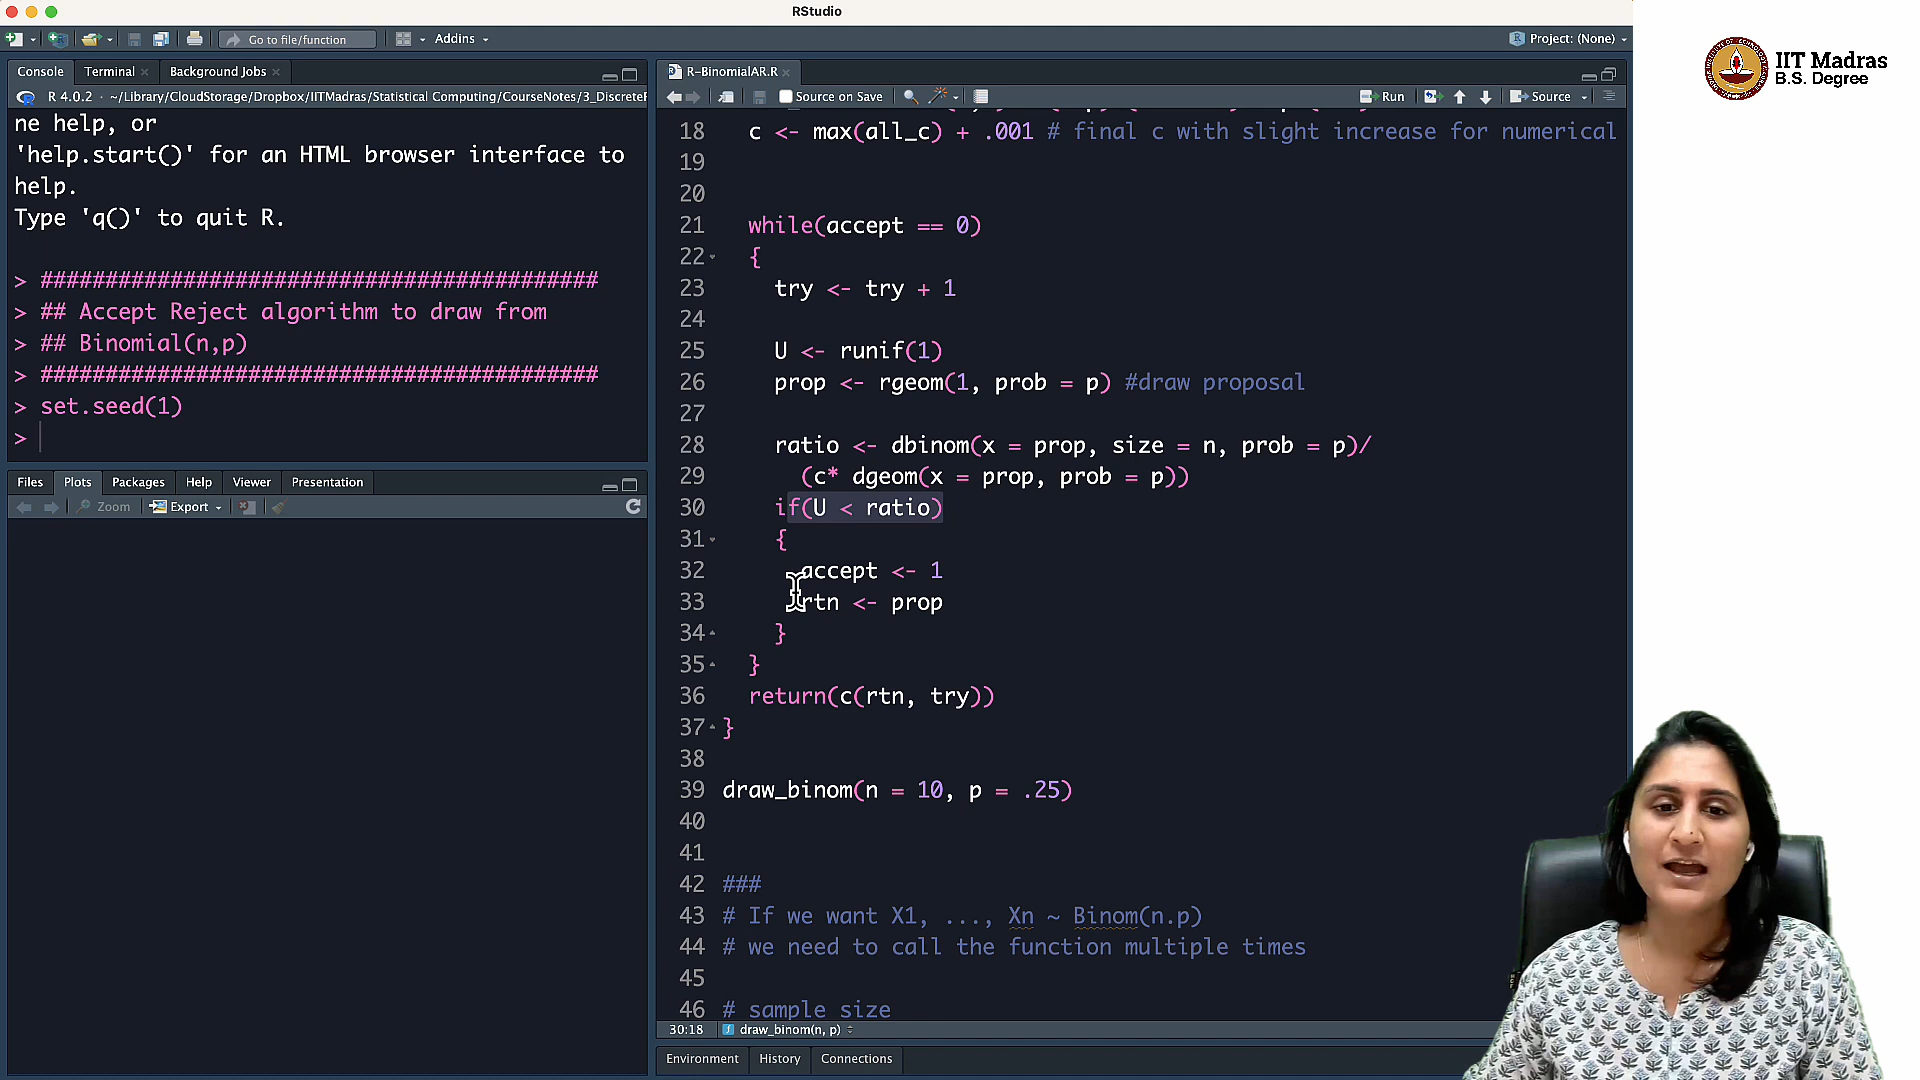 RStudio
Go to file/function
Addins
Project: (None)
IIT Madras
B.S. Degree
Console
Terminal
Background Jobs
R 4.0.2 · ~/Library/CloudStorage/Dropbox/IITMadras/Statistical Computing/CourseNotes/3_Discrete
ne help, or
'help.start()' for an HTML browser interface to
help.
Type 'q()' to quit R.
> ###########################################
> ## Accept Reject algorithm to draw from
> ## Binomial(n,p)
> ###########################################
> set.seed(1)
>
Files
Plots
Packages
Help
Viewer
Presentation
Zoom
Export
R-BinomialAR.R
Source on Save
Run
Source
18 c <- max(all_c) + .001 # final c with slight increase for numerical
19
20
21 while(accept == 0)
22 {
23 try <- try + 1
24
25 U <- runif(1)
26 prop <- rgeom(1, prob = p) #draw proposal
27
28 ratio <- dbinom(x = prop, size = n, prob = p)/
29 (c* dgeom(x = prop, prob = p))
30 if(U < ratio)
31 {
32 accept <- 1
33 rtn <- prop
34 }
35 }
36 return(c(rtn, try))
37 }
38
39 draw_binom(n = 10, p = .25)
40
41
42 ###
43 # If we want X1, ..., Xn ~ Binom(n.p)
44 # we need to call the function multiple times
45
46 # sample size
30:18
draw_binom(n, p)
Environment
History
Connections